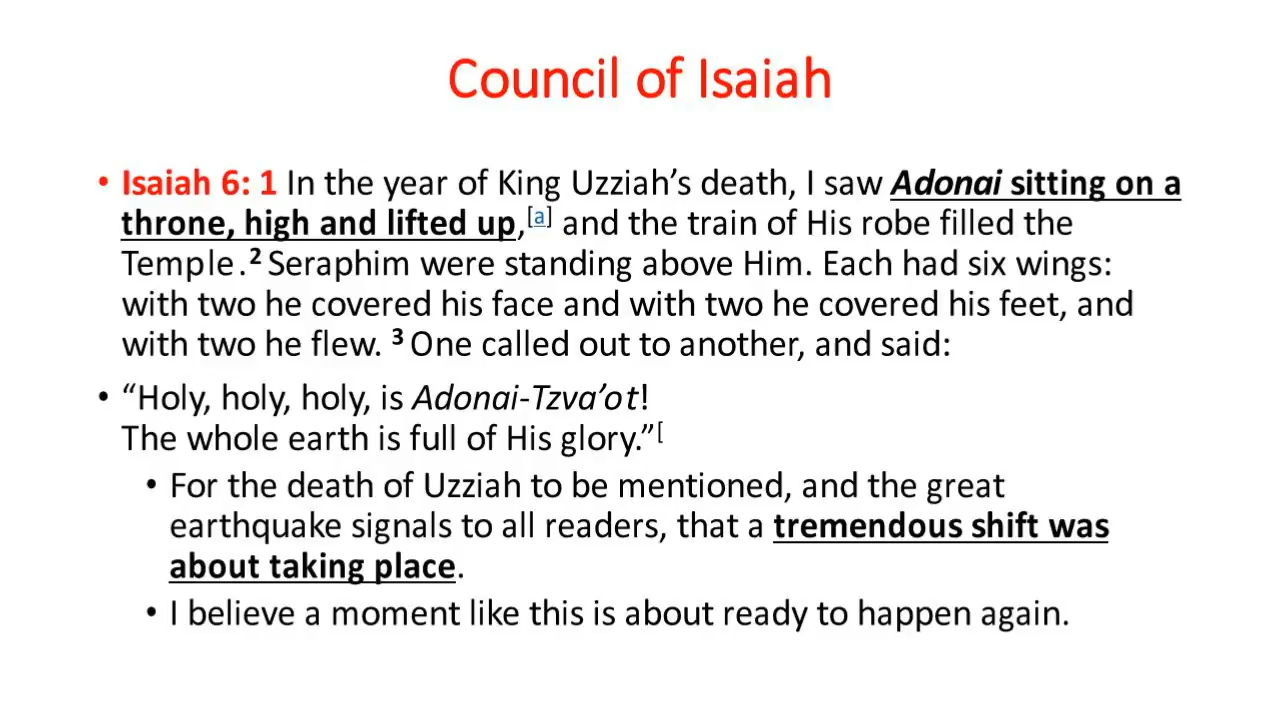 Council of Isaiah
• Isaiah 6: 1 In the year of King Uzziah’s death, I saw Adonai sitting on a
throne, high and lifted up,[a] and the train of His robe filled the
Temple.2 Seraphim were standing above Him. Each had six wings:
with two he covered his face and with two he covered his feet, and
with two he flew. 3 One called out to another, and said:
• “Holy, holy, holy, is Adonai-Tzva’ot!
The whole earth is full of His glory.”[
• For the death of Uzziah to be mentioned, and the great
earthquake signals to all readers, that a tremendous shift was
about taking place.
• I believe a moment like this is about ready to happen again.